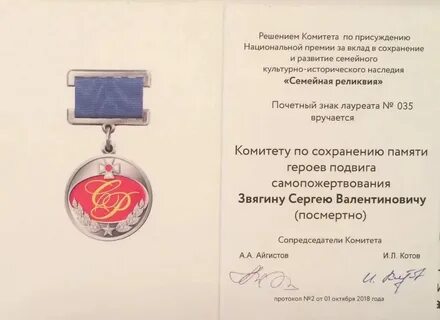 Решением Комитета по присуждению
Национальной премии за вклад в сохранение
и развитие семейного
культурно-исторического наследия
«Семейная реликвия»
Почетный знак лауреата № 035
вручается
Комитету по сохранению памяти
героев подвига
самопожертвования
Звягину Сергею Валентиновичу
(посмертно)
Сопредседатели Комитета
А.А. Айгистов И.Л. Котов
протокол №2 от 01 октября 2018 года
СР